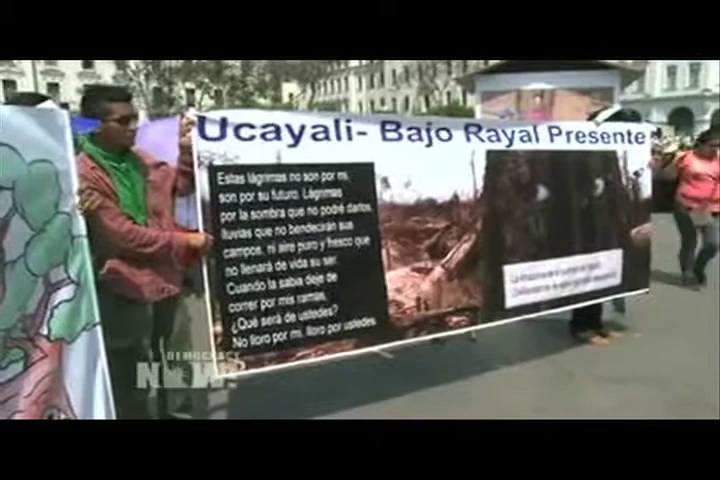 Ucayali- Bajo Rayal Presente
Estas lágrimas no son por mi,
son por su futuro. Lágrimas
por la sombra que no podré darlos,
lluvias que no bendecirán sus
campos, ni aire puro y fresco que
no llenará de vida su ser.
Cuando la sabia deje de
correr por mis ramas,
¿Qué será de ustedes?
No lloro por mi, lloro por ustedes.
DEMOCRACY
NOW!